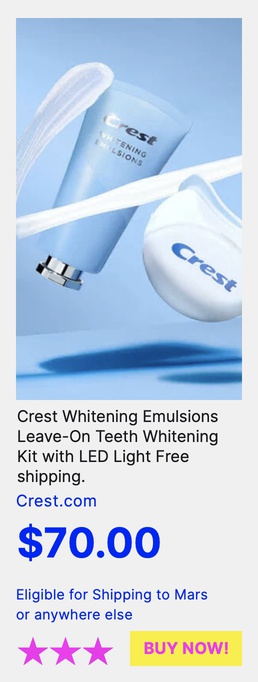 Crest
WHITENING
EMULSIONS
Crest
Crest Whitening Emulsions
Leave-On Teeth Whitening
Kit with LED Light Free
shipping.
Crest.com
$70.00
Eligible for Shipping to Mars
or anywhere else
BUY NOW!